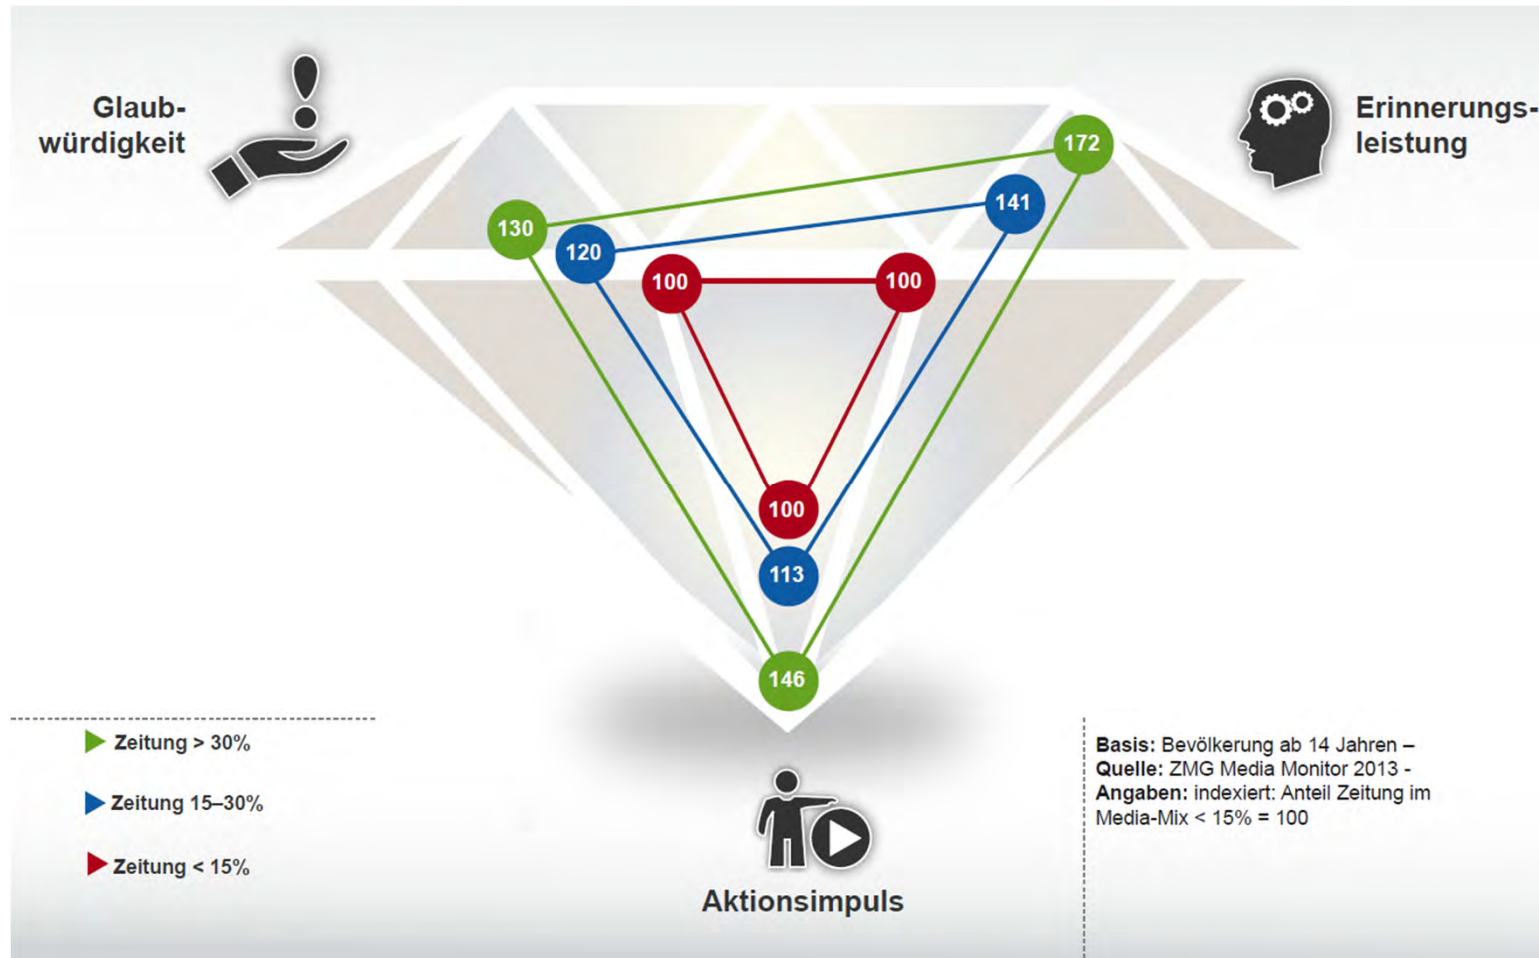 Glaub-
würdigkeit
Erinnerungs-
leistung
172
130
141
120
100
100
100
113
146
Zeitung > 30%
Zeitung 15–30%
Zeitung < 15%
Aktionsimpuls
Basis: Bevölkerung ab 14 Jahren –
Quelle: ZMG Media Monitor 2013 -
Angaben: indexiert: Anteil Zeitung im
Media-Mix < 15% = 100